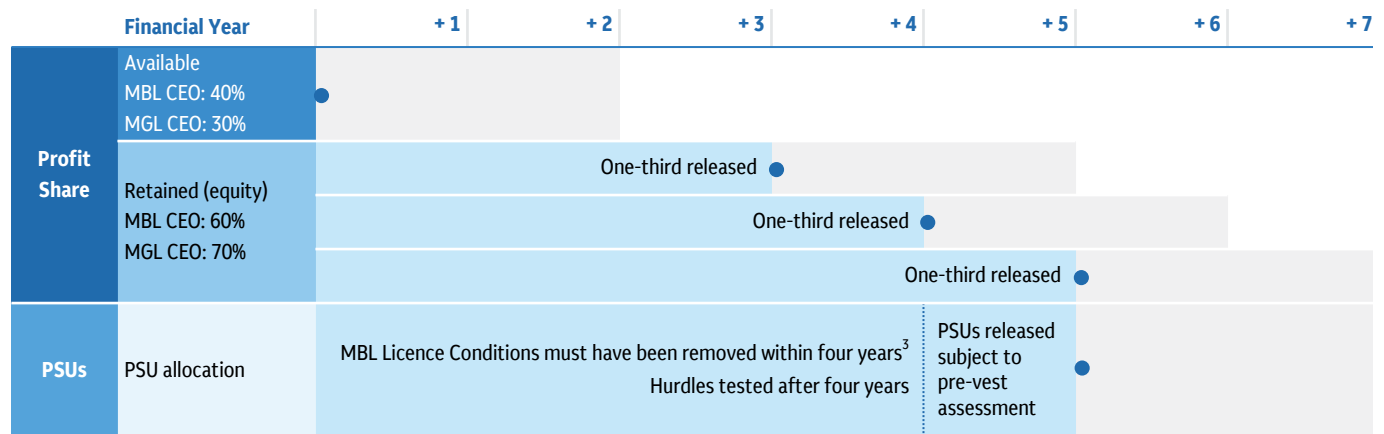 Financial Year
+ 1
+ 2
+ 3
+ 4
+ 5
+ 6
+ 7
Profit
Share
Available
MBL CEO: 40%
MGL CEO: 30%
Retained (equity)
MBL CEO: 60%
MGL CEO: 70%
One-third released
One-third released
One-third released
PSUs
PSU allocation
MBL Licence Conditions must have been removed within four years³
Hurdles tested after four years
PSUs released
subject to
pre-vest
assessment